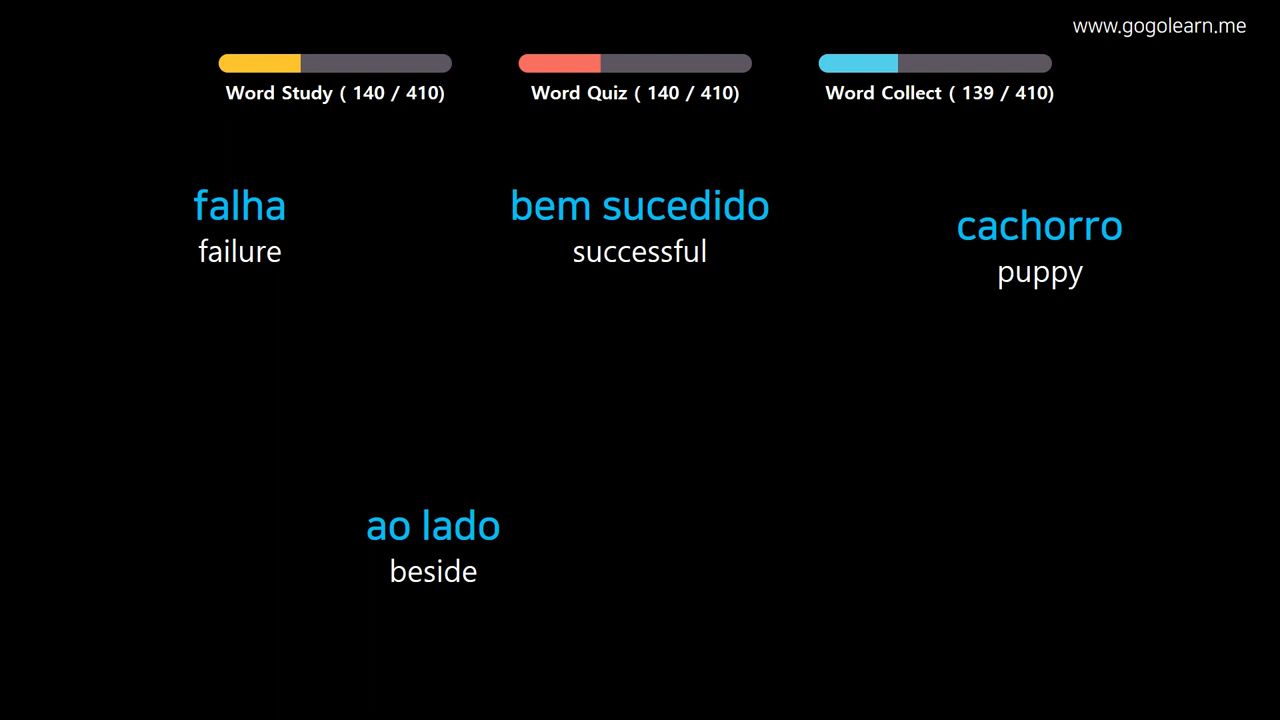 www.gogolearn.me
Word Study ( 140 / 410)
Word Quiz ( 140 / 410)
Word Collect ( 139 / 410)
falha
failure
bem sucedido
successful
cachorro
puppy
ao lado
beside